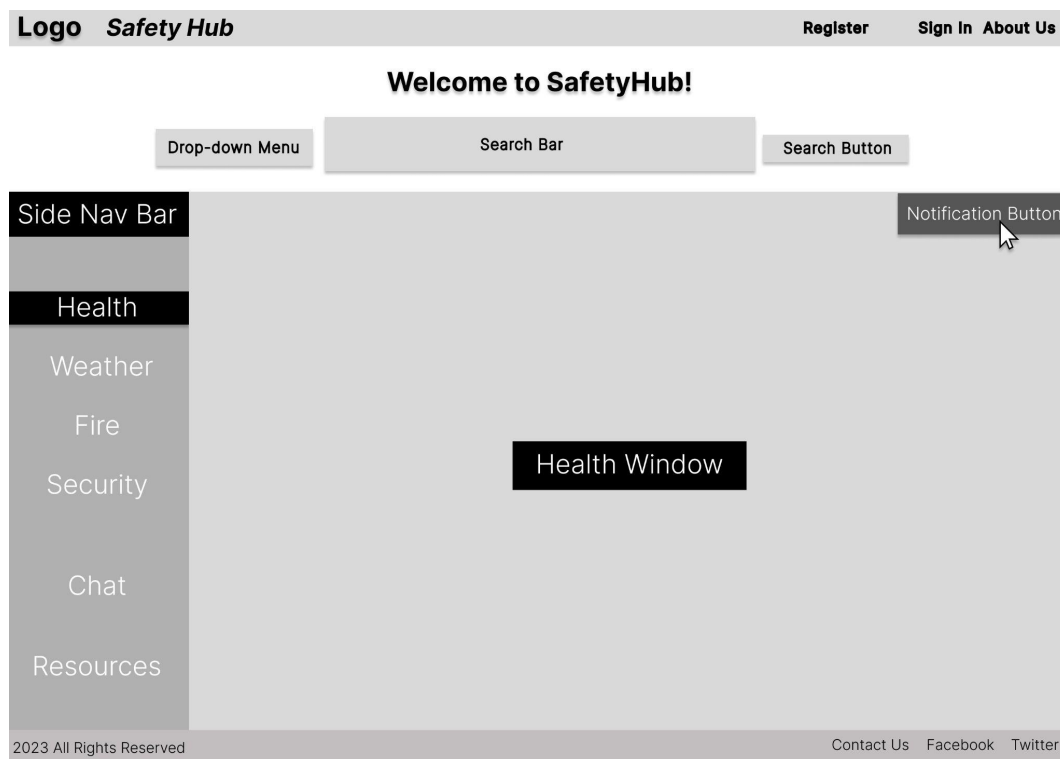 Logo Safety Hub Register Sign In About Us
Welcome to SafetyHub!
Drop-down Menu Search Bar Search Button
Side Nav Bar
Notification Button
Health
Weather
Fire
Security
Health Window
Chat
Resources
2023 All Rights Reserved Contact Us Facebook Twitter